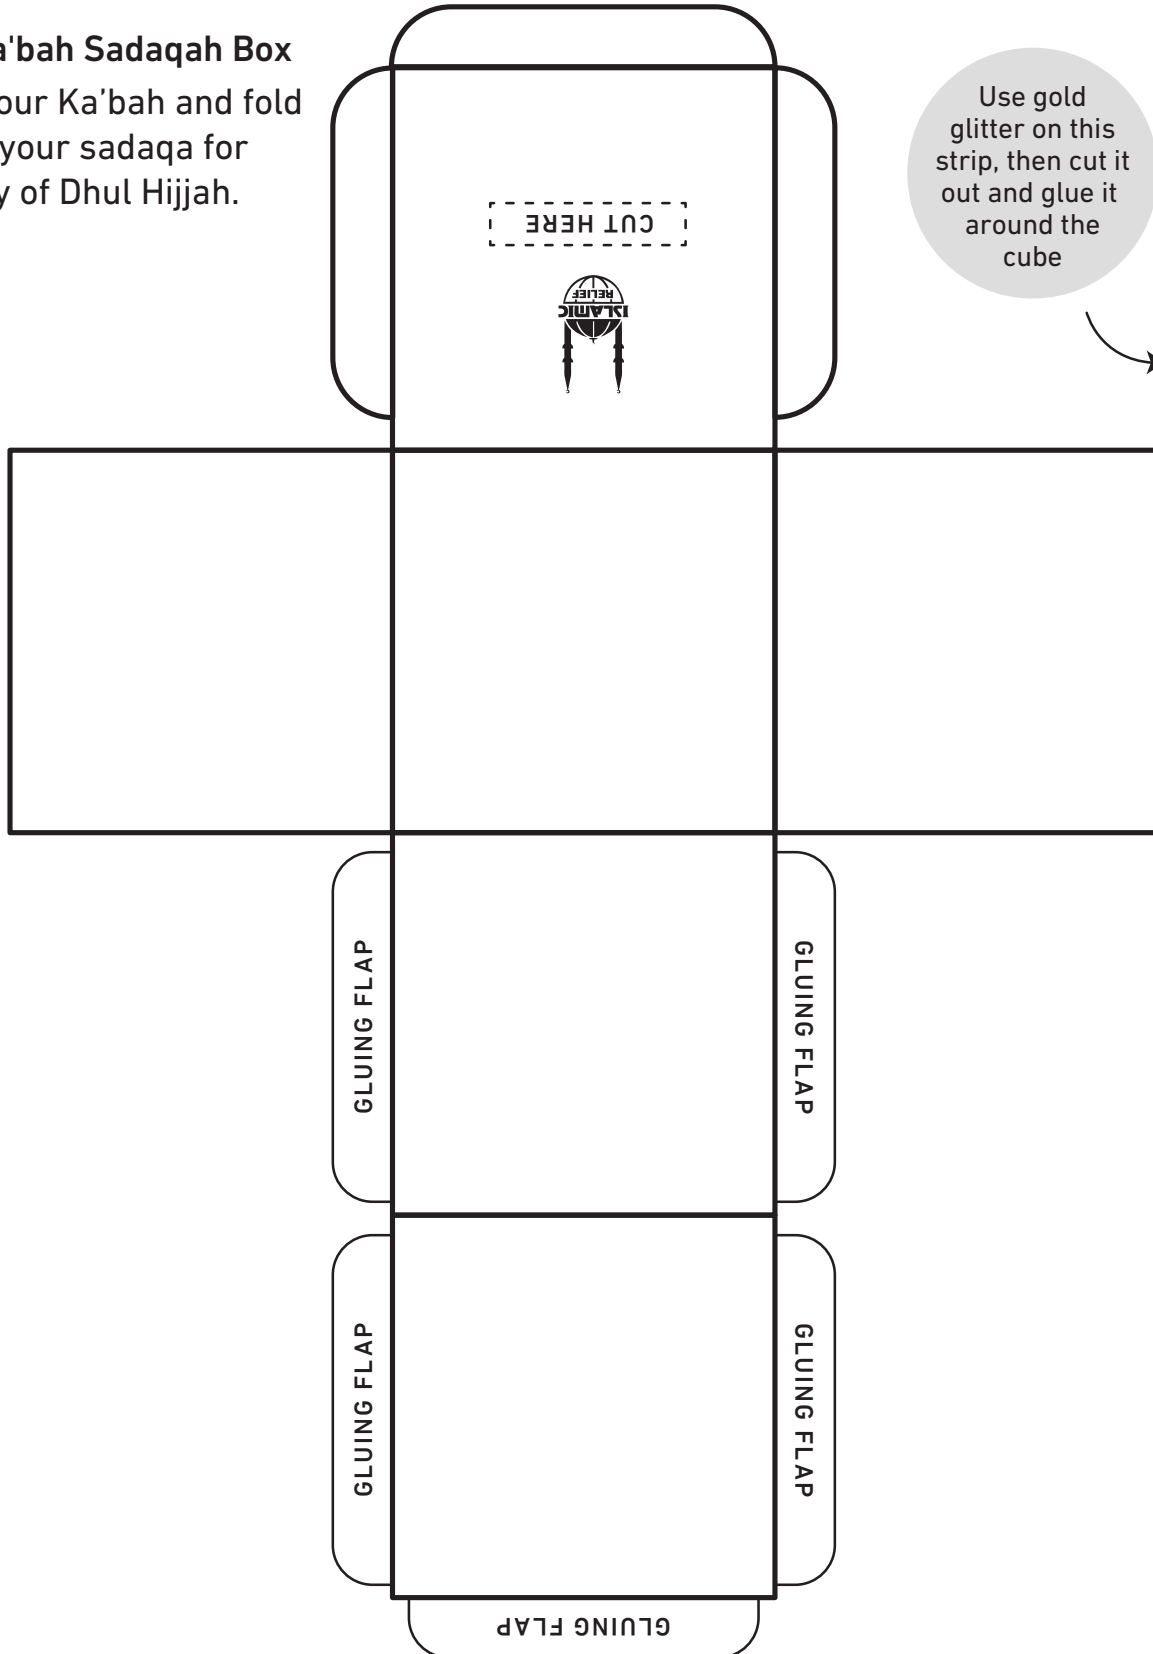 a'bah Sadaqah Box
our Ka'bah and fold
your sadaqa for
y of Dhul Hijjah.
Use gold
glitter on this
strip, then cut it
out and glue it
around the
cube
CUT HERE
RELIEF
ISLAMIC
GLUING FLAP
GLUING FLAP
GLUING FLAP
GLUING FLAP
GLUING FLAP